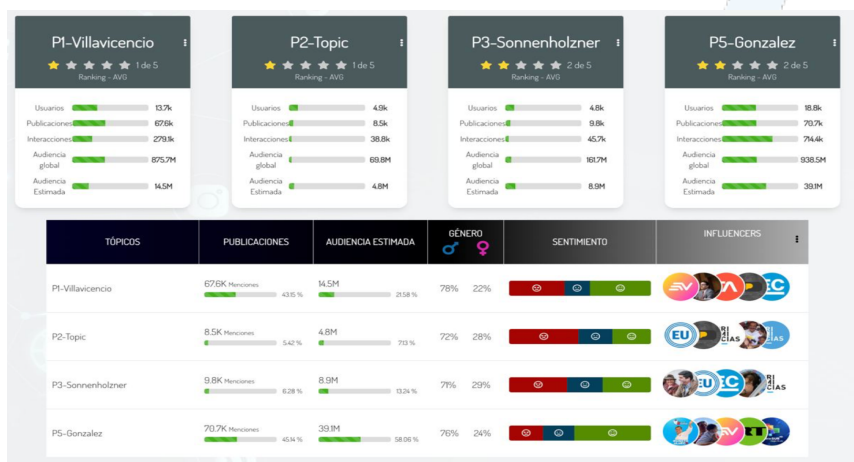 P1-Villavicencio
1 de 5
Ranking - AVG
Usuarios 13.7k
Publicaciones 67.6k
Interacciones 279.1k
Audiencia global 875.7M
Audiencia Estimada 14.5M
P2-Topic
1 de 5
Ranking - AVG
Usuarios 4.9k
Publicaciones 8.5k
Interacciones 38.8k
Audiencia global 69.8M
Audiencia Estimada 4.8M
P3-Sonnenholzner
2 de 5
Ranking - AVG
Usuarios 4.8k
Publicaciones 9.8k
Interacciones 45.7k
Audiencia global 161.7M
Audiencia Estimada 8.9M
P5-Gonzalez
2 de 5
Ranking - AVG
Usuarios 18.8k
Publicaciones 70.7k
Interacciones 714.4k
Audiencia global 938.5M
Audiencia Estimada 39.1M
TÓPICOS PUBLICACIONES AUDIENCIA ESTIMADA GÉNERO SENTIMIENTO INFLUENCERS
P1-Villavicencio 67.6K Menciones 43.15 % 14.5M 21.58 % 78% 22% EC
P2-Topic 8.5K Menciones 5.42 % 4.8M 7.13 % 72% 28% EU
P3-Sonnenholzner 9.8K Menciones 6.28 % 8.9M 13.24 % 71% 29% EU EC
P5-Gonzalez 70.7K Menciones 45.14 % 39.1M 58.06 % 76% 24% RT